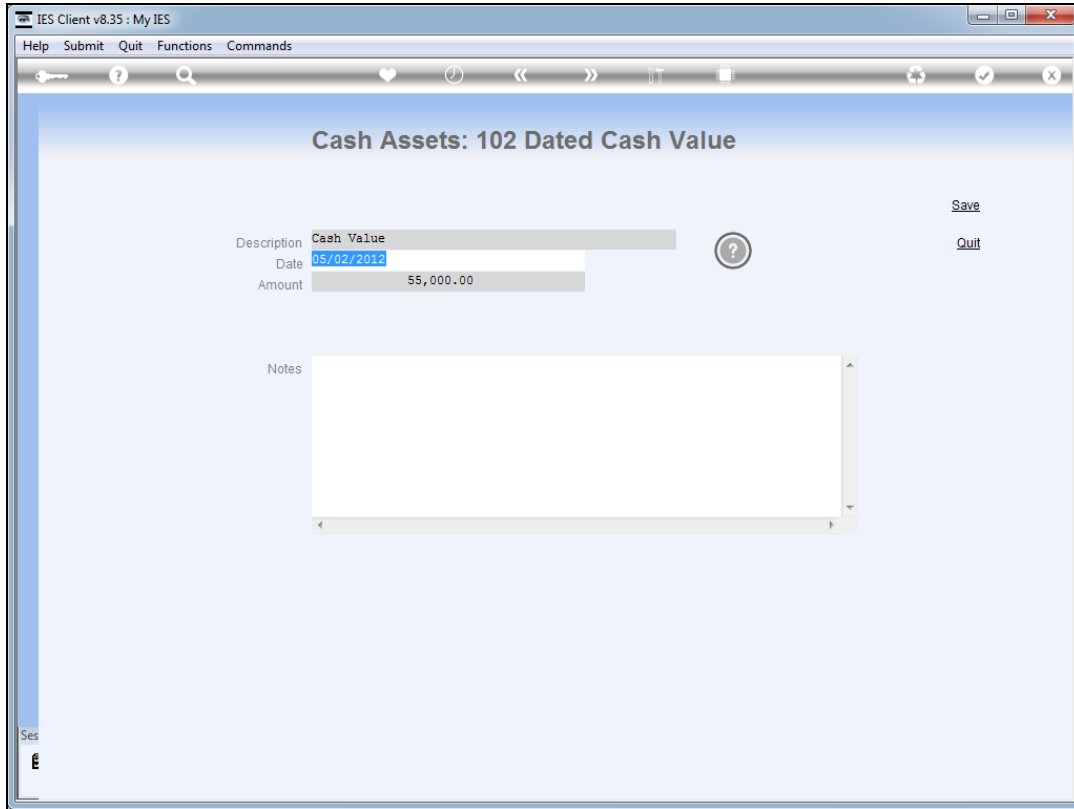 IES Client v8.35 : My IES
Help Submit Quit Functions Commands
Cash Assets: 102 Dated Cash Value
Save
Description Cash Value
Quit
Date 05/02/2012
Amount 55,000.00
Notes
Ses